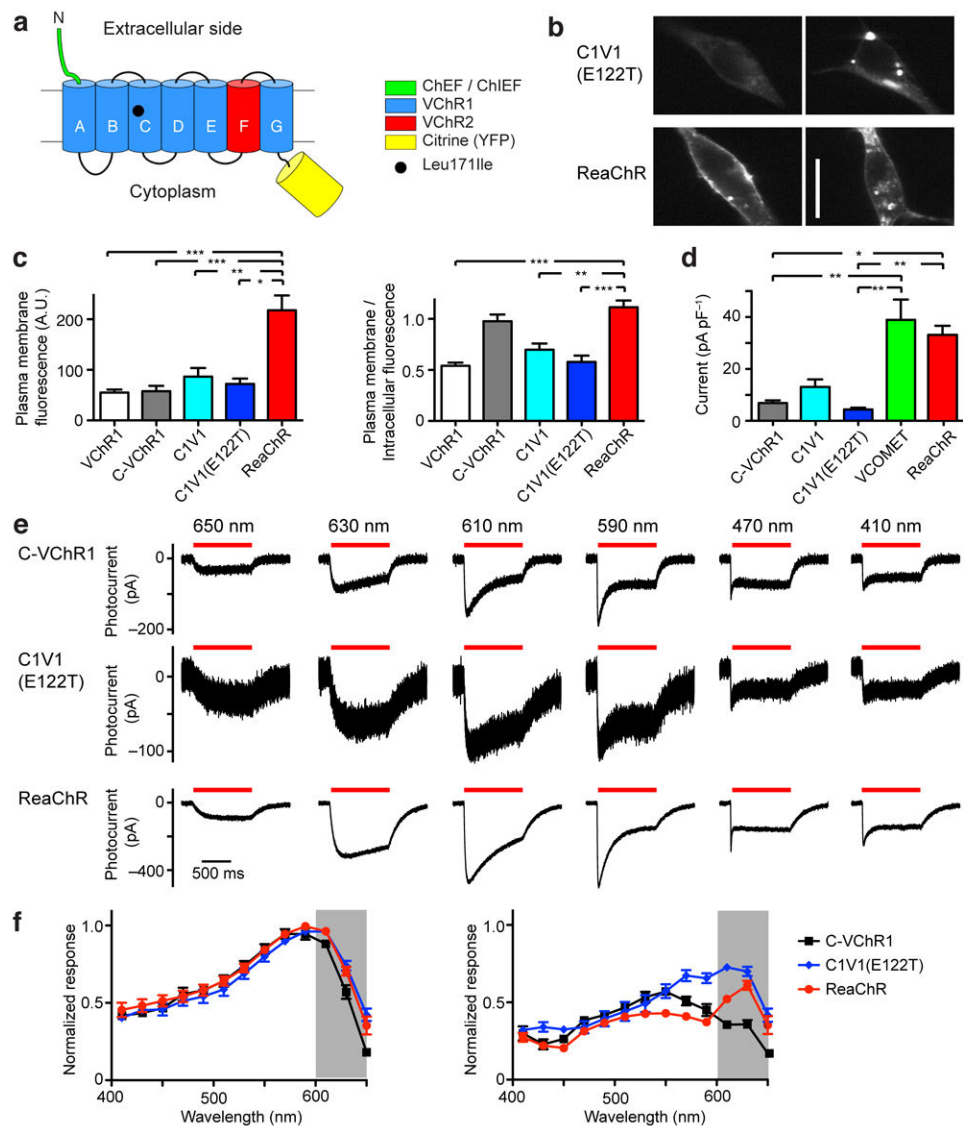 a
N
Extracellular side
A B C D E F G
Cytoplasm
ChEF / ChIEF
VChR1
VChR2
Citrine (YFP)
Leu171Ile
b
C1V1
(E122T)
ReaChR
c
***
***
**
*
Plasma membrane
fluorescence (A.U.)
200
100
0
VChR1
C-VChR1
C1V1
C1V1(E122T)
ReaChR
***
**
***
Plasma membrane /
Intracellular fluorescence
1.0
0.5
0
VChR1
C-VChR1
C1V1
C1V1(E122T)
ReaChR
d
*
**
**
**
Current (pA pF⁻¹)
40
20
0
C-VChR1
C1V1
C1V1(E122T)
VCOMET
ReaChR
e
650 nm 630 nm 610 nm 590 nm 470 nm 410 nm
C-VChR1
Photocurrent
(pA)
0
−200
C1V1
(E122T)
Photocurrent
(pA)
0
−100
ReaChR
Photocurrent
(pA)
0
−400
500 ms
f
Normalized response
1.0
0.5
0
400 500 600
Wavelength (nm)
Normalized response
1.0
0.5
0
400 500 600
Wavelength (nm)
C-VChR1
C1V1(E122T)
ReaChR